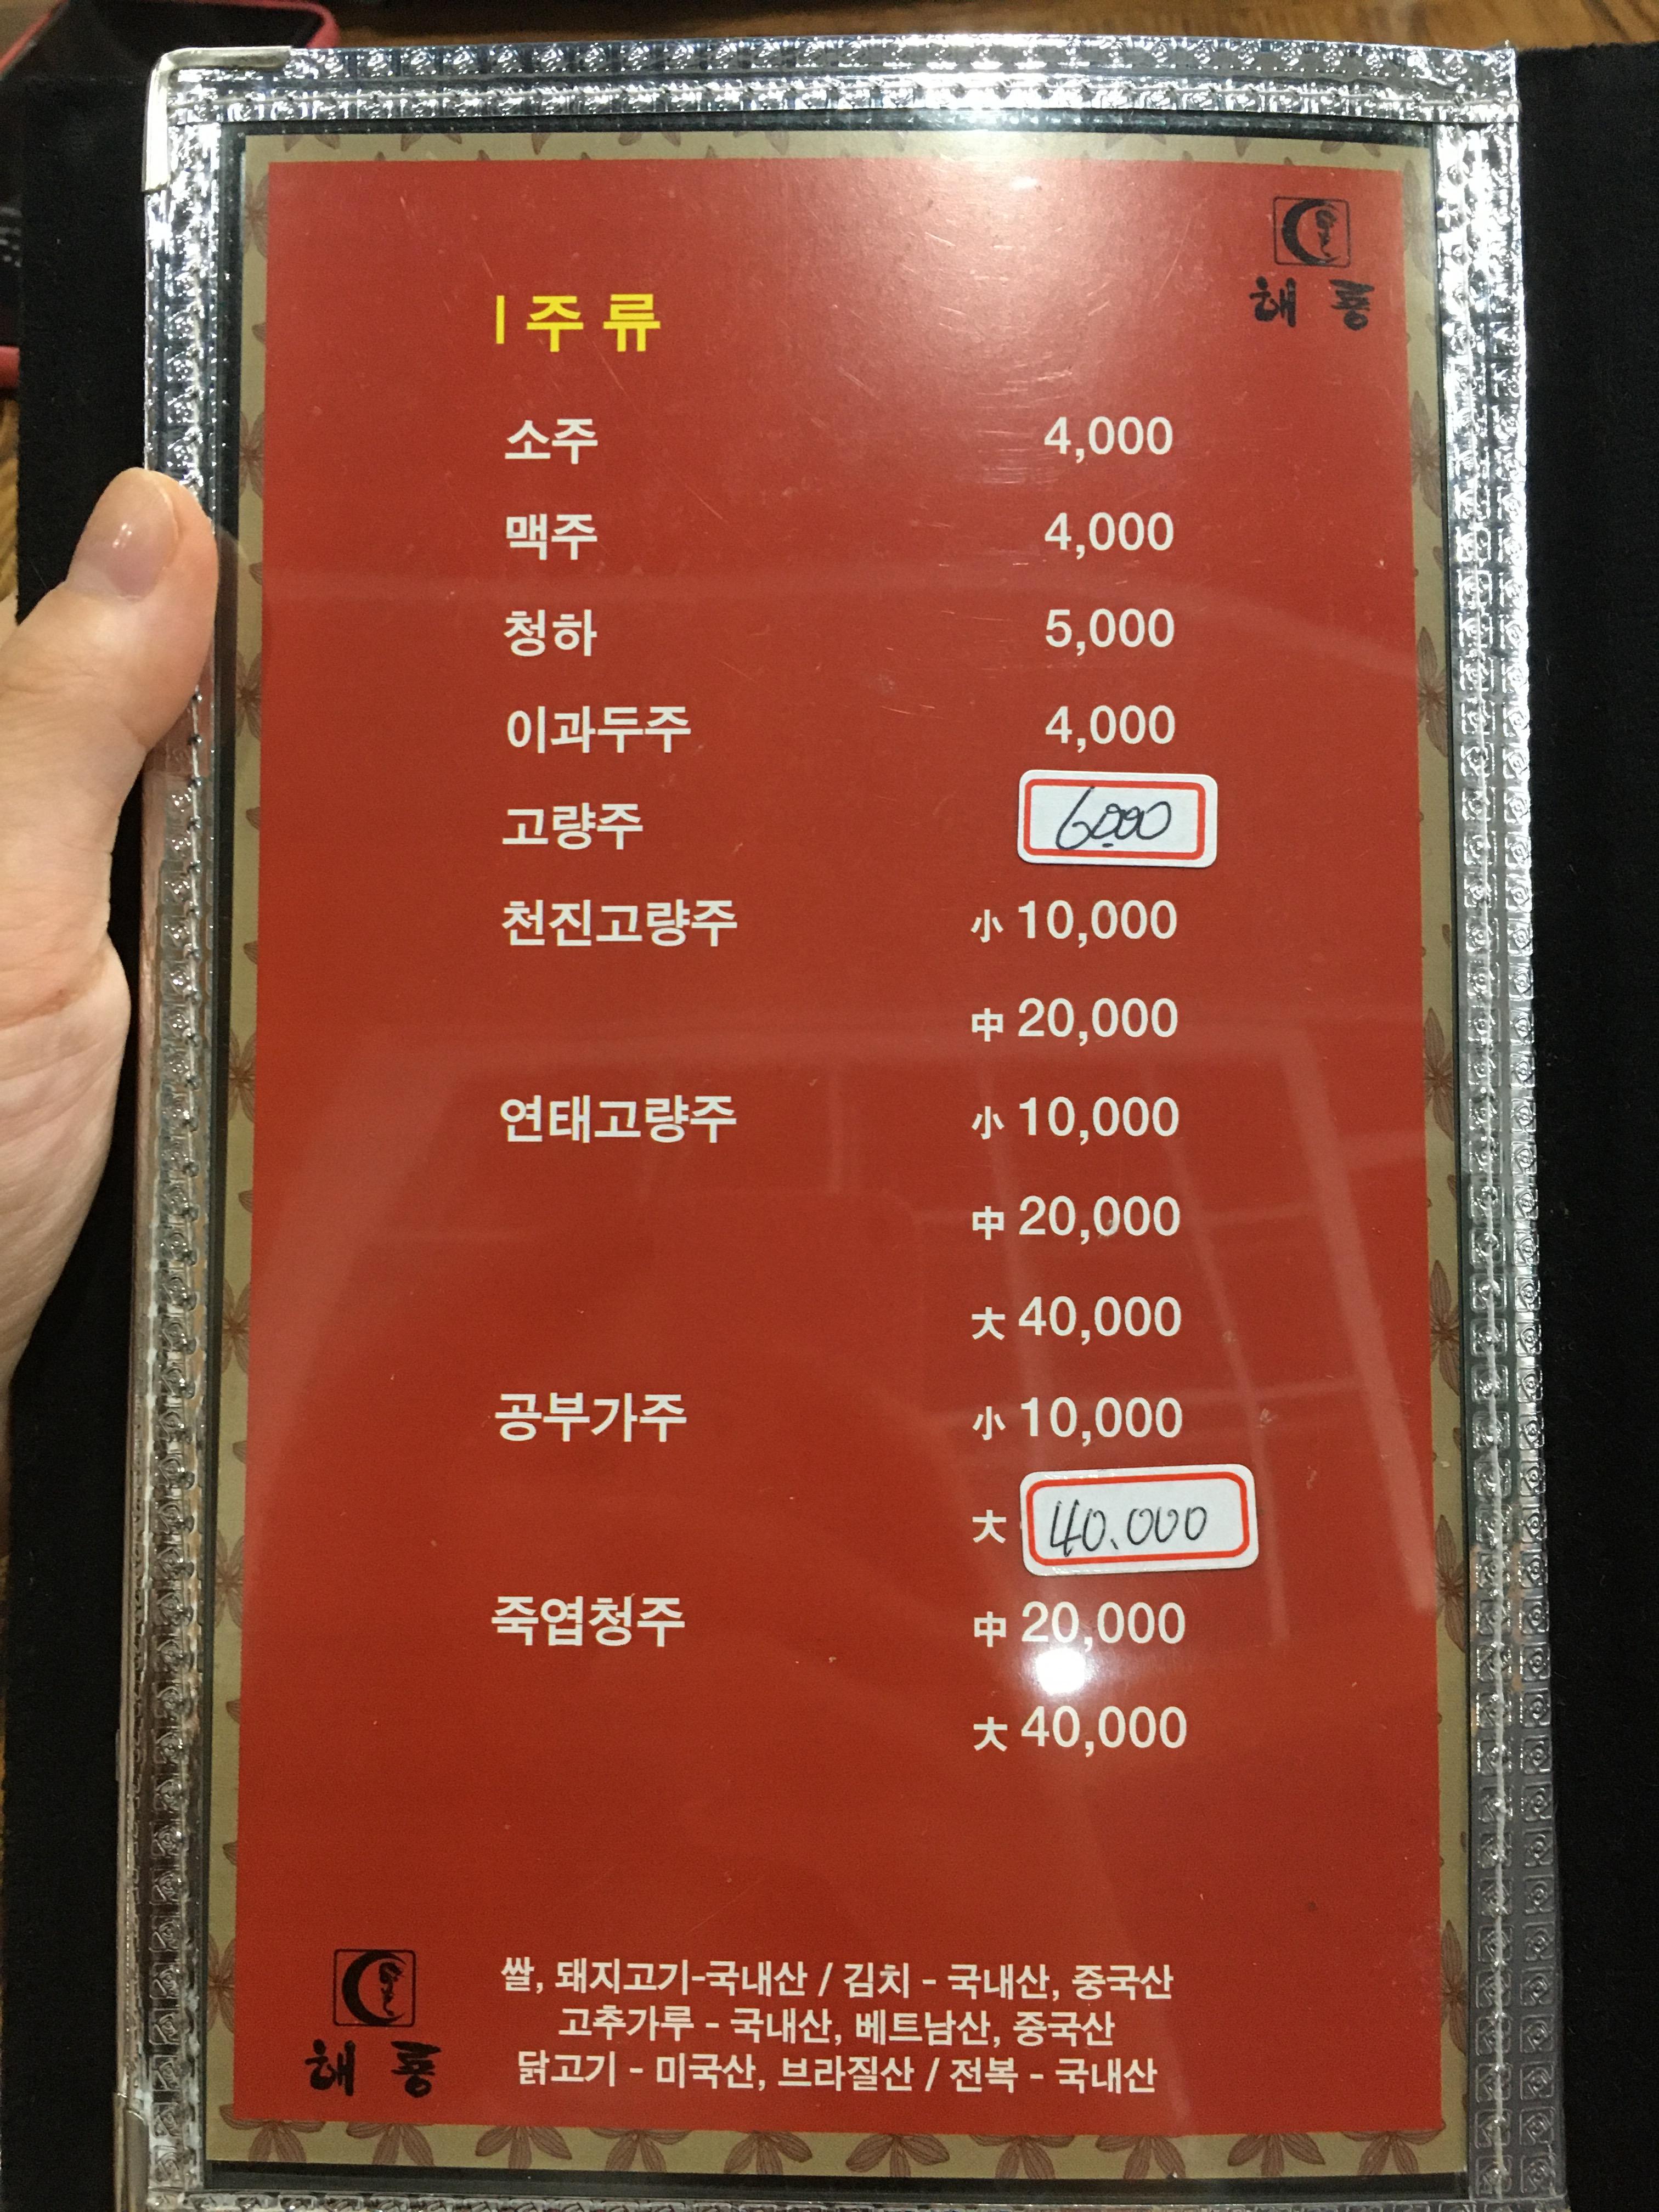 해룡
| 주류
소주 4,000
맥주 4,000
청하 5,000
이과두주 4,000
고량주 6,000
천진고량주 小 10,000
中 20,000
연태고량주 小 10,000
中 20,000
大 40,000
공부가주 小 10,000
大 40.000
죽엽청주 中 20,000
大 40,000
쌀, 돼지고기-국내산 / 김치 - 국내산, 중국산
고추가루 - 국내산, 베트남산, 중국산
닭고기 - 미국산, 브라질산 / 전복 - 국내산
해룡